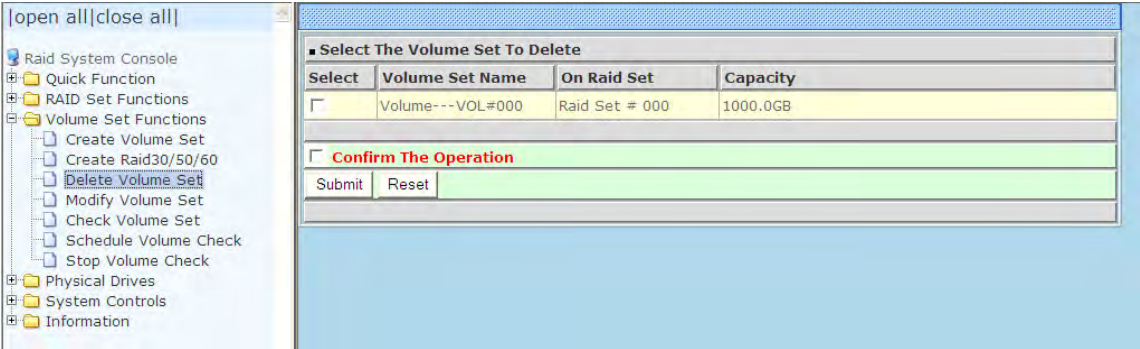 |open all|close all|
Raid System Console
Quick Function
RAID Set Functions
Volume Set Functions
Create Volume Set
Create Raid30/50/60
Delete Volume Set
Modify Volume Set
Check Volume Set
Schedule Volume Check
Stop Volume Check
Physical Drives
System Controls
Information
Select The Volume Set To Delete
Select Volume Set Name On Raid Set Capacity
Volume---VOL#000 Raid Set # 000 1000.0GB
Confirm The Operation
Submit Reset